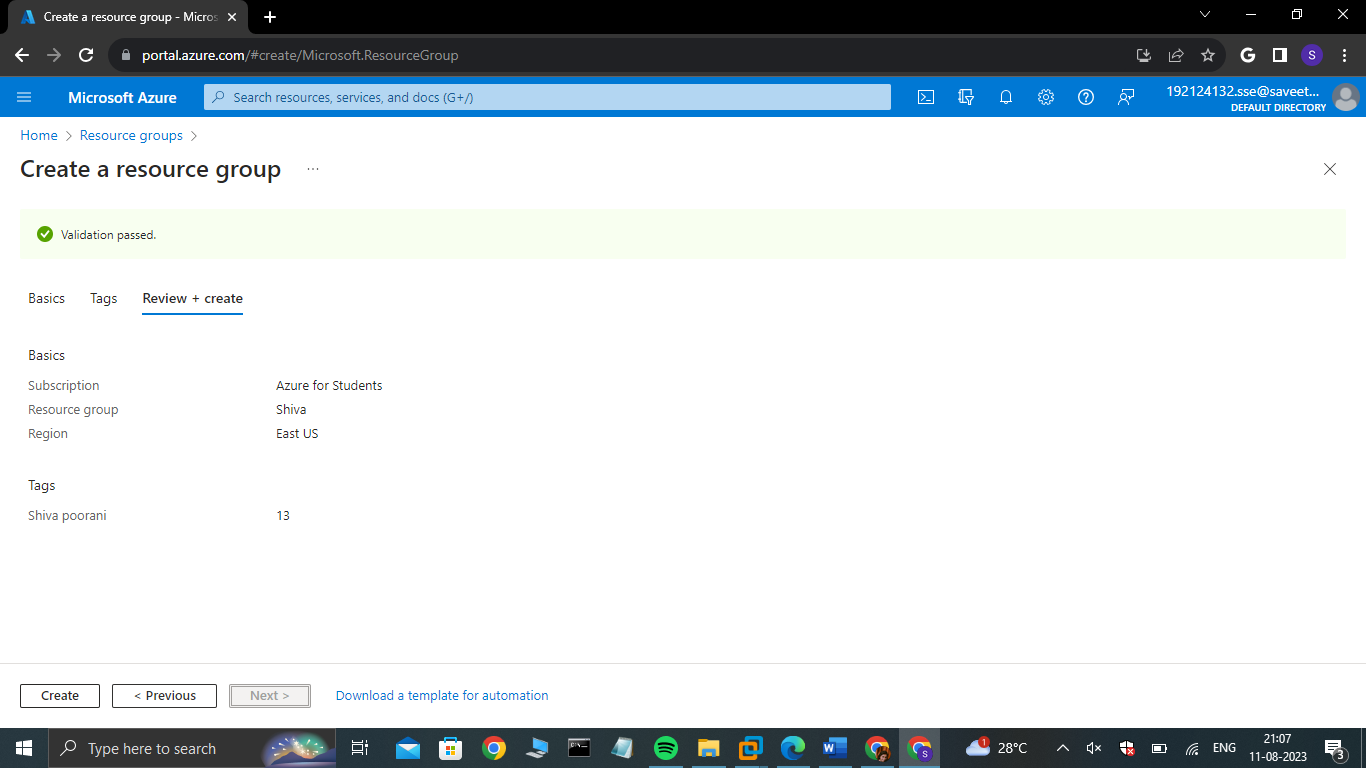 Create a resource group - Micros
portal.azure.com/#create/Microsoft.ResourceGroup
S
Microsoft Azure
Search resources, services, and docs (G+/)
192124132.sse@saveet...
DEFAULT DIRECTORY
Home > Resource groups >
Create a resource group ...
Validation passed.
Basics Tags Review + create
Basics
Subscription Azure for Students
Resource group Shiva
Region East US
Tags
Shiva poorani 13
Create < Previous Next > Download a template for automation
Type here to search
1 28°C
ENG
21:07
11-08-2023
3